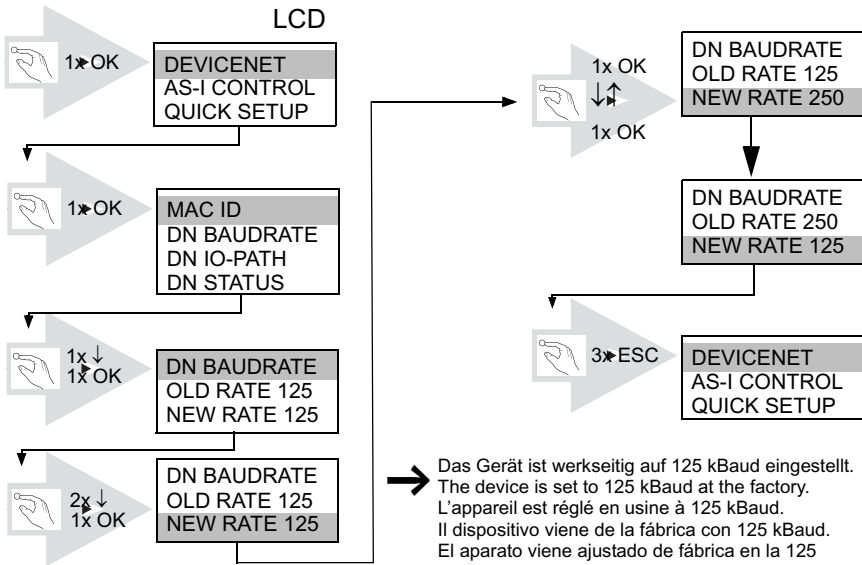 LCD
1x OK
DEVICENET
AS-I CONTROL
QUICK SETUP
1x OK
MAC ID
DN BAUDRATE
DN IO-PATH
DN STATUS
1x ↓
1x OK
DN BAUDRATE
OLD RATE 125
NEW RATE 125
2x ↓
1x OK
DN BAUDRATE
OLD RATE 125
NEW RATE 125
1x OK
↓↑
1x OK
DN BAUDRATE
OLD RATE 125
NEW RATE 250
DN BAUDRATE
OLD RATE 250
NEW RATE 125
3x ESC
DEVICENET
AS-I CONTROL
QUICK SETUP
Das Gerät ist werkseitig auf 125 kBaud eingestellt.
The device is set to 125 kBaud at the factory.
L'appareil est réglé en usine à 125 kBaud.
Il dispositivo viene de la fábrica con 125 kBaud.
El aparato viene ajustado de fábrica en la 125